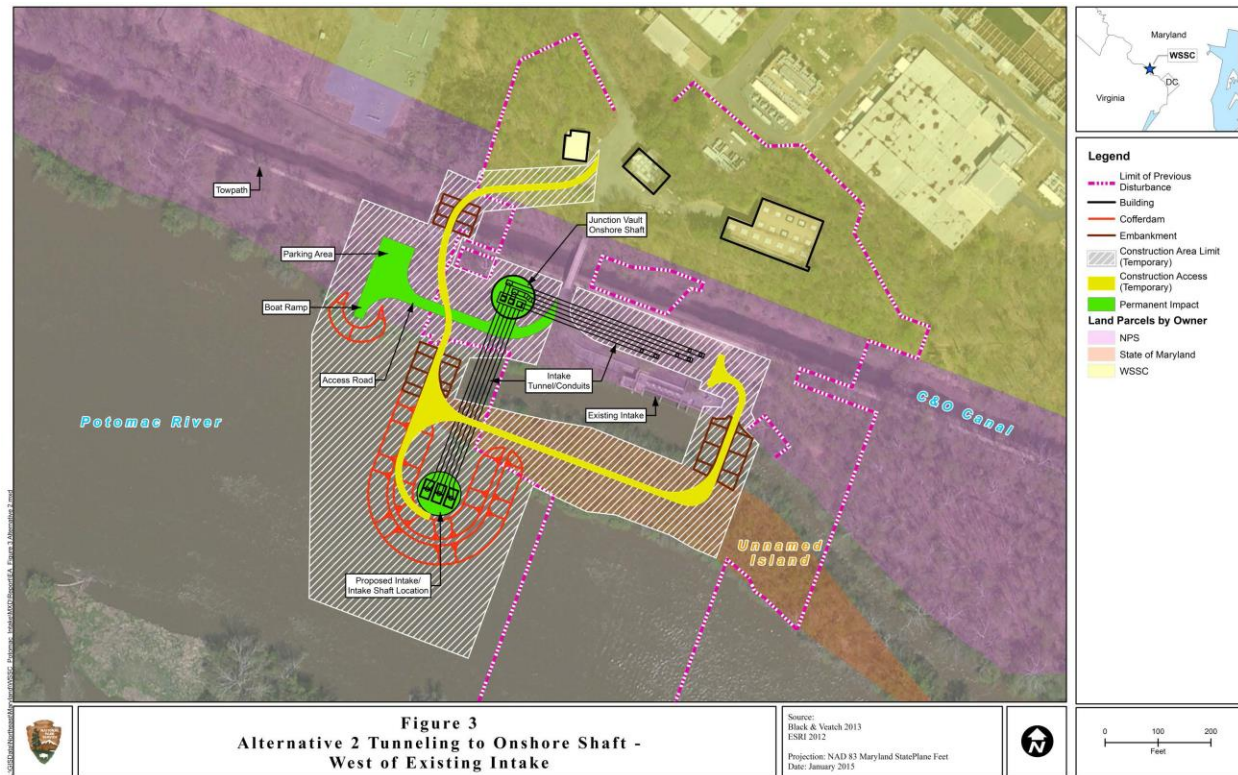 Towpath
Junction Vault
Onshore Shaft
Parking Area
Boat Ramp
Access Road
Intake
Tunnel/Conduits
Existing Intake
Potomac River
C&O Canal
Unnamed
Island
Proposed Intake/
Intake Shaft Location
Maryland
WSSC
DC
Virginia
Legend
Limit of Previous
Disturbance
Building
Cofferdam
Embankment
Construction Area Limit
(Temporary)
Construction Access
(Temporary)
Permanent Impact
Land Parcels by Owner
NPS
State of Maryland
WSSC
Figure 3
Alternative 2 Tunneling to Onshore Shaft -
West of Existing Intake
Source:
Black & Veatch 2013
ESRI 2012
Projection: NAD 83 Maryland StatePlane Feet
Date: January 2015
N
0 100 200
Feet